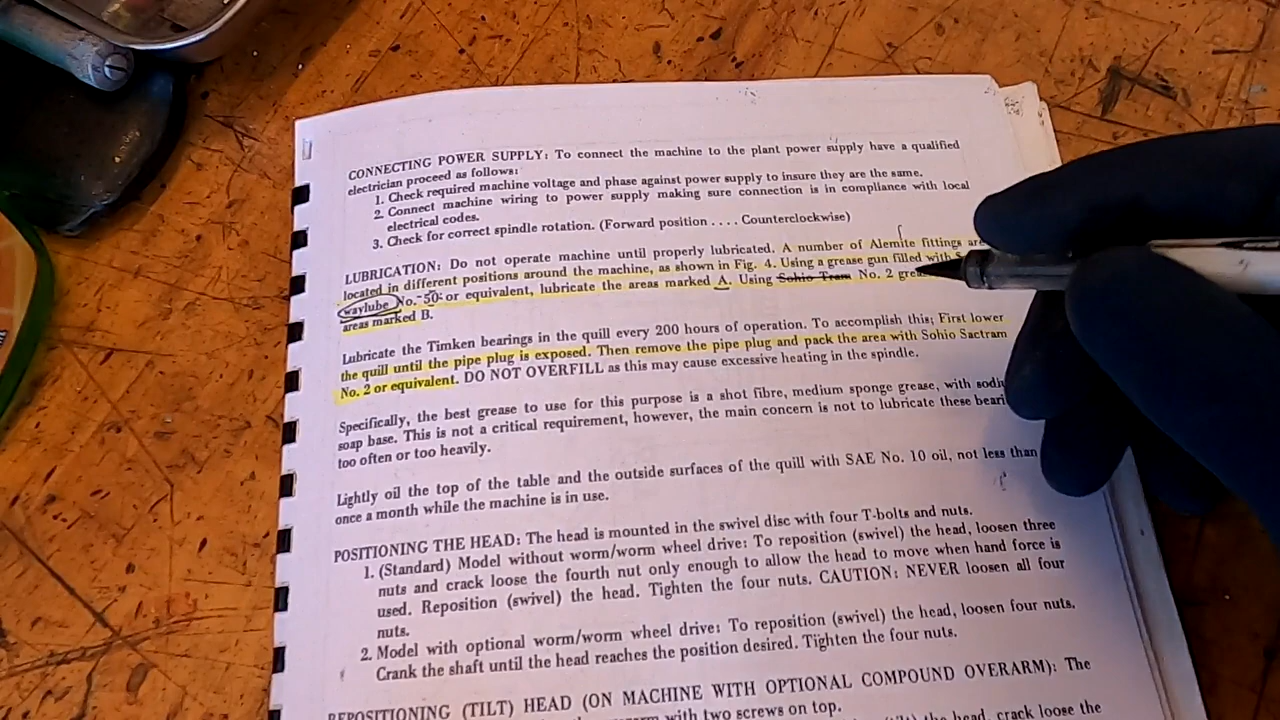 CONNECTING POWER SUPPLY: To connect the machine to the plant power supply have a qualified
electrician proceed as follows:
1. Check required machine voltage and phase against power supply to insure they are the same.
2. Connect machine wiring to power supply making sure connection is in compliance with local
electrical codes.
3. Check for correct spindle rotation. (Forward position .... Counterclockwise)
LUBRICATION: Do not operate machine until properly lubricated. A number of Alemite fittings are
located in different positions around the machine, as shown in Fig. 4. Using a grease gun filled with
waylube No. 50 or equivalent, lubricate the areas marked A. Using Sohio No. 2
areas marked B.
Lubricate the Timken bearings in the quill every 200 hours of operation. To accomplish this; First lower
the quill until the pipe plug is exposed. Then remove the pipe plug and pack the area with Sohio Sactram
No. 2 or equivalent. DO NOT OVERFILL as this may cause excessive heating in the spindle.
Specifically, the best grease to use for this purpose is a shot fibre, medium sponge grease, with
soap base. This is not a critical requirement, however, the main concern is not to lubricate these
too often or too heavily.
Lightly oil the top of the table and the outside surfaces of the quill with SAE No. 10 oil, not less than
once a month while the machine is in use.
POSITIONING THE HEAD: The head is mounted in the swivel disc with four T-bolts and nuts.
1. (Standard) Model without worm/worm wheel drive: To reposition (swivel) the head, loosen three
nuts and crack loose the fourth nut only enough to allow the head to move when hand force is
used. Reposition (swivel) the head. Tighten the four nuts. CAUTION: NEVER loosen all four
nuts.
2. Model with optional worm/worm wheel drive: To reposition (swivel) the head, loosen four nuts.
Crank the shaft until the head reaches the position desired. Tighten the four nuts.
REPOSITIONING (TILT) HEAD (ON MACHINE WITH OPTIONAL COMPOUND OVERARM): The
with two screws on top.
the head, crack loose the